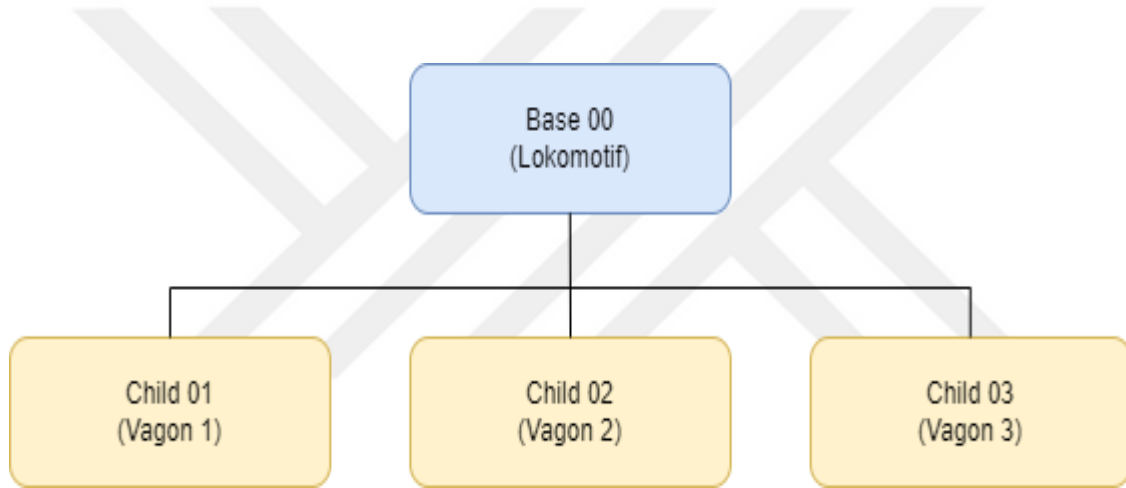 Base 00
(Lokomotif)
Child 01
(Vagon 1)
Child 02
(Vagon 2)
Child 03
(Vagon 3)